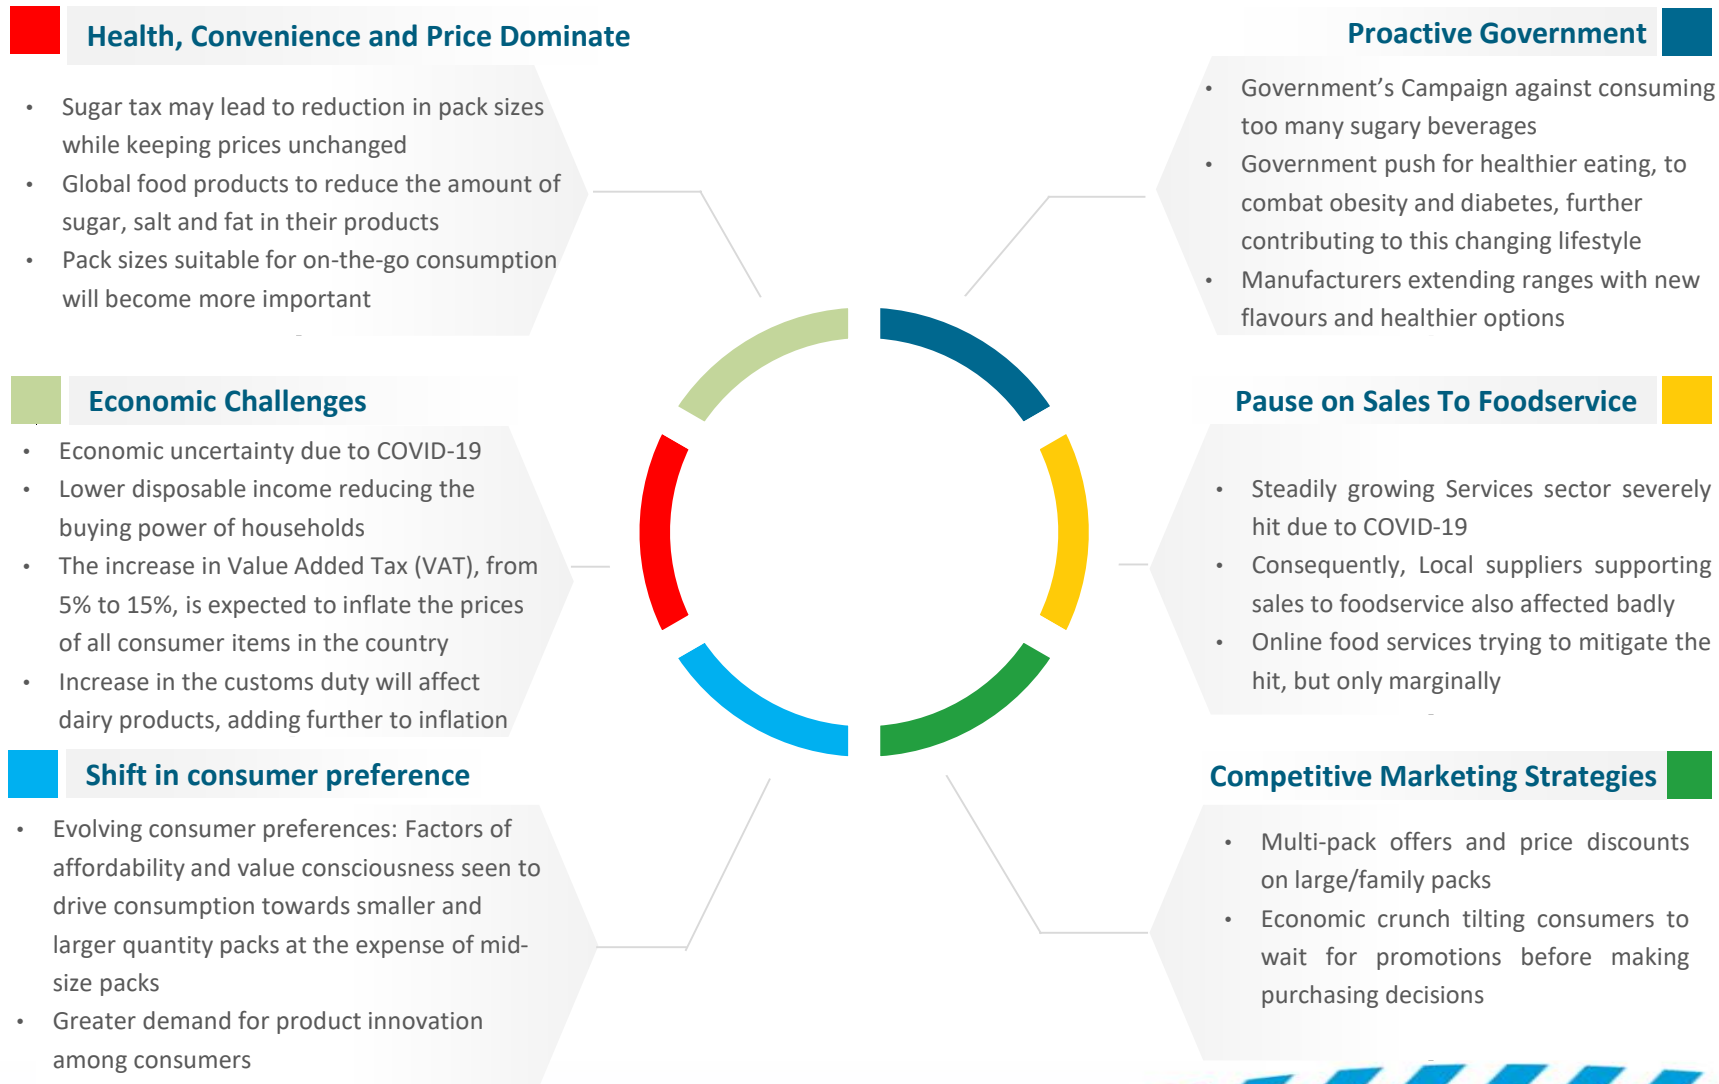 Health, Convenience and Price Dominate
• Sugar tax may lead to reduction in pack sizes
while keeping prices unchanged
• Global food products to reduce the amount of
sugar, salt and fat in their products
• Pack sizes suitable for on-the-go consumption
will become more important
Economic Challenges
• Economic uncertainty due to COVID-19
• Lower disposable income reducing the
buying power of households
• The increase in Value Added Tax (VAT), from
5% to 15%, is expected to inflate the prices
of all consumer items in the country
• Increase in the customs duty will affect
dairy products, adding further to inflation
Shift in consumer preference
• Evolving consumer preferences: Factors of
affordability and value consciousness seen to
drive consumption towards smaller and
larger quantity packs at the expense of mid-
size packs
• Greater demand for product innovation
among consumers
Proactive Government
• Government’s Campaign against consuming
too many sugary beverages
• Government push for healthier eating, to
combat obesity and diabetes, further
contributing to this changing lifestyle
• Manufacturers extending ranges with new
flavours and healthier options
Pause on Sales To Foodservice
• Steadily growing Services sector severely
hit due to COVID-19
• Consequently, Local suppliers supporting
sales to foodservice also affected badly
• Online food services trying to mitigate the
hit, but only marginally
Competitive Marketing Strategies
• Multi-pack offers and price discounts
on large/family packs
• Economic crunch tilting consumers to
wait for promotions before making
purchasing decisions